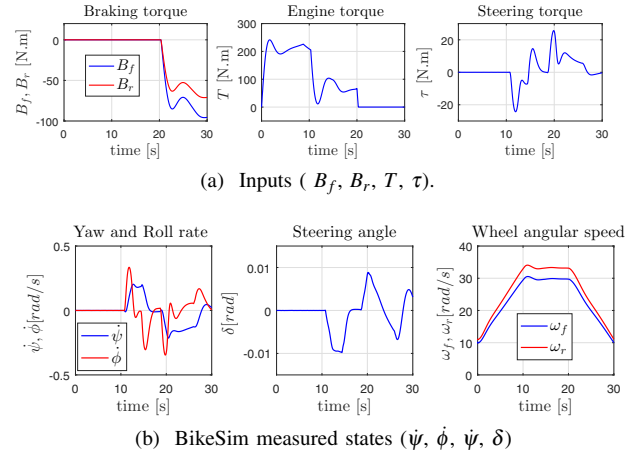 Braking torque
Engine torque
Steering torque
B_f, B_r [N.m]
0
-50
-100
B_f
B_r
0 10 20 30
time [s]
T [N.m]
300
200
100
0
0 10 20 30
time [s]
τ [N.m]
20
0
-20
0 10 20 30
time [s]
(a) Inputs ( B_f, B_r, T, τ).
Yaw and Roll rate
Steering angle
Wheel angular speed
ψ̇, φ̇[rad/s]
0.5
0
-0.5
ψ̇
φ̇
0 10 20 30
time [s]
δ[rad]
0.01
0
-0.01
0 10 20 30
time [s]
ω_f, ω_r[rad/s]
40
30
20
10
0
ω_f
ω_r
0 10 20 30
time [s]
(b) BikeSim measured states (ψ̇, φ̇, ψ̇, δ)